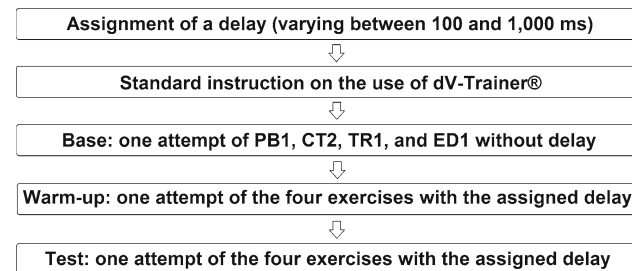 Assignment of a delay (varying between 100 and 1,000 ms)
Standard instruction on the use of dV-Trainer®
Base: one attempt of PB1, CT2, TR1, and ED1 without delay
Warm-up: one attempt of the four exercises with the assigned delay
Test: one attempt of the four exercises with the assigned delay